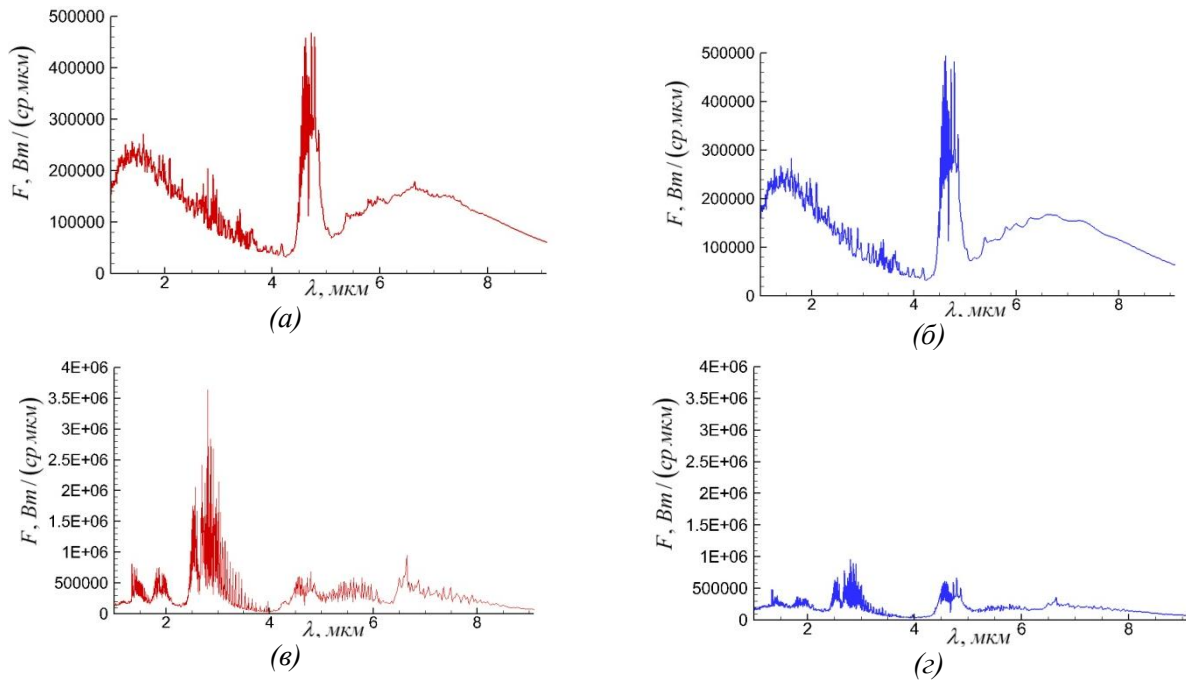 500000
400000
300000
200000
100000
0
F, Вт / (ср мкм)
2 4 6 8
λ, мкм
(а)
500000
400000
300000
200000
100000
0
F, Вт / (ср мкм)
2 4 6 8
λ, мкм
(б)
4E+06
3.5E+06
3E+06
2.5E+06
2E+06
1.5E+06
1E+06
500000
0
F, Вт / (ср мкм)
2 4 6 8
λ, мкм
(в)
4E+06
3.5E+06
3E+06
2.5E+06
2E+06
1.5E+06
1E+06
500000
0
F, Вт / (ср мкм)
2 4 6 8
λ, мкм
(г)